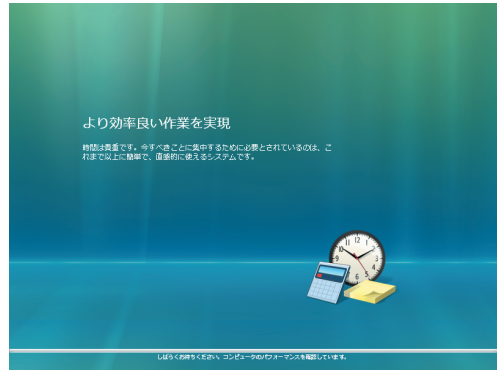 より効率良い作業を実現
時間は貴重です。今すべきことに集中するために必要とされているのは、こ
れまで以上に簡単で、直感的に使えるシステムです。
しばらくお待ちください。コンピュータのパフォーマンスを確認しています。